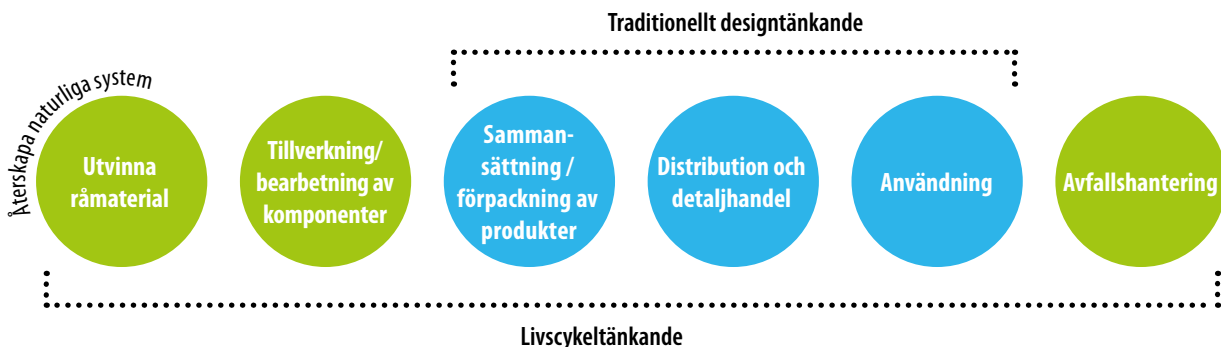 Traditionellt designtänkande
Återskapa naturliga system
Utvinna
råmaterial
Tillverkning/
bearbetning av
komponenter
Samman-
sättning /
förpackning av
produkter
Distribution och
detaljhandel
Användning
Avfallshantering
Livscykeltänkande